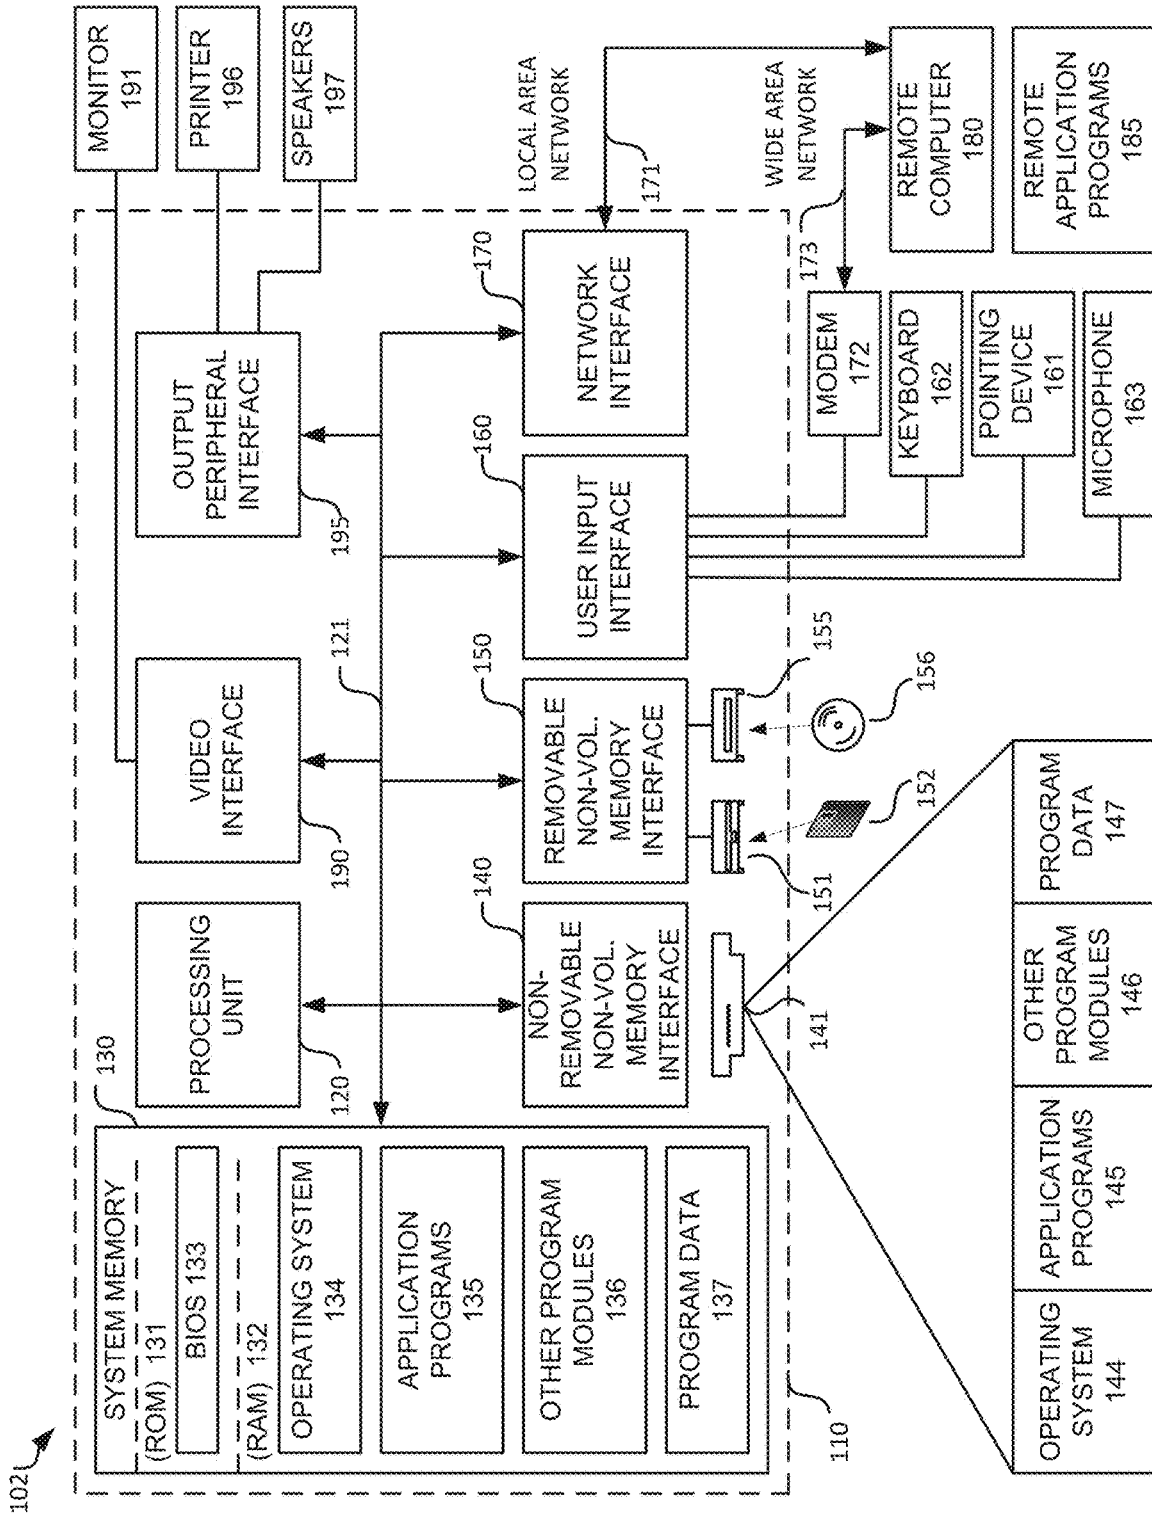 102
SYSTEM MEMORY
(ROM) 131
BIOS 133
(RAM) 132
OPERATING SYSTEM
134
APPLICATION
PROGRAMS
135
OTHER PROGRAM
MODULES
136
PROGRAM DATA
137
130
110
PROCESSING
UNIT
120
VIDEO
INTERFACE
190
121
OUTPUT
PERIPHERAL
INTERFACE
195
MONITOR
191
PRINTER
196
SPEAKERS
197
NON-
REMOVABLE
NON-VOL.
MEMORY
INTERFACE
140
REMOVABLE
NON-VOL.
MEMORY
INTERFACE
150
USER INPUT
INTERFACE
160
NETWORK
INTERFACE
170
LOCAL AREA
NETWORK
171
WIDE AREA
NETWORK
173
141
151
152
155
156
MODEM
172
KEYBOARD
162
POINTING
DEVICE
161
MICROPHONE
163
REMOTE
COMPUTER
180
REMOTE
APPLICATION
PROGRAMS
185
OPERATING
SYSTEM
144
APPLICATION
PROGRAMS
145
OTHER
PROGRAM
MODULES
146
PROGRAM
DATA
147